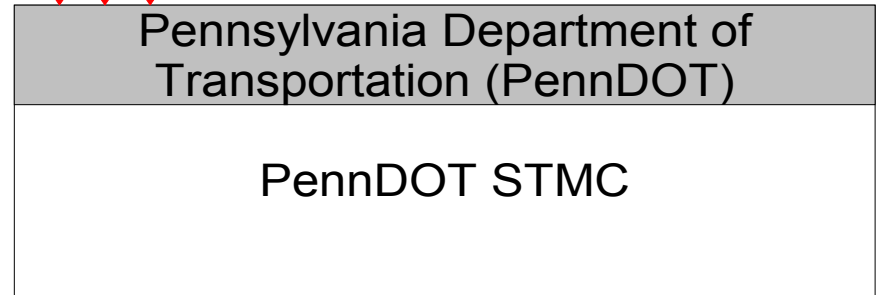 Pennsylvania Department of
Transportation (PennDOT)
PennDOT STMC